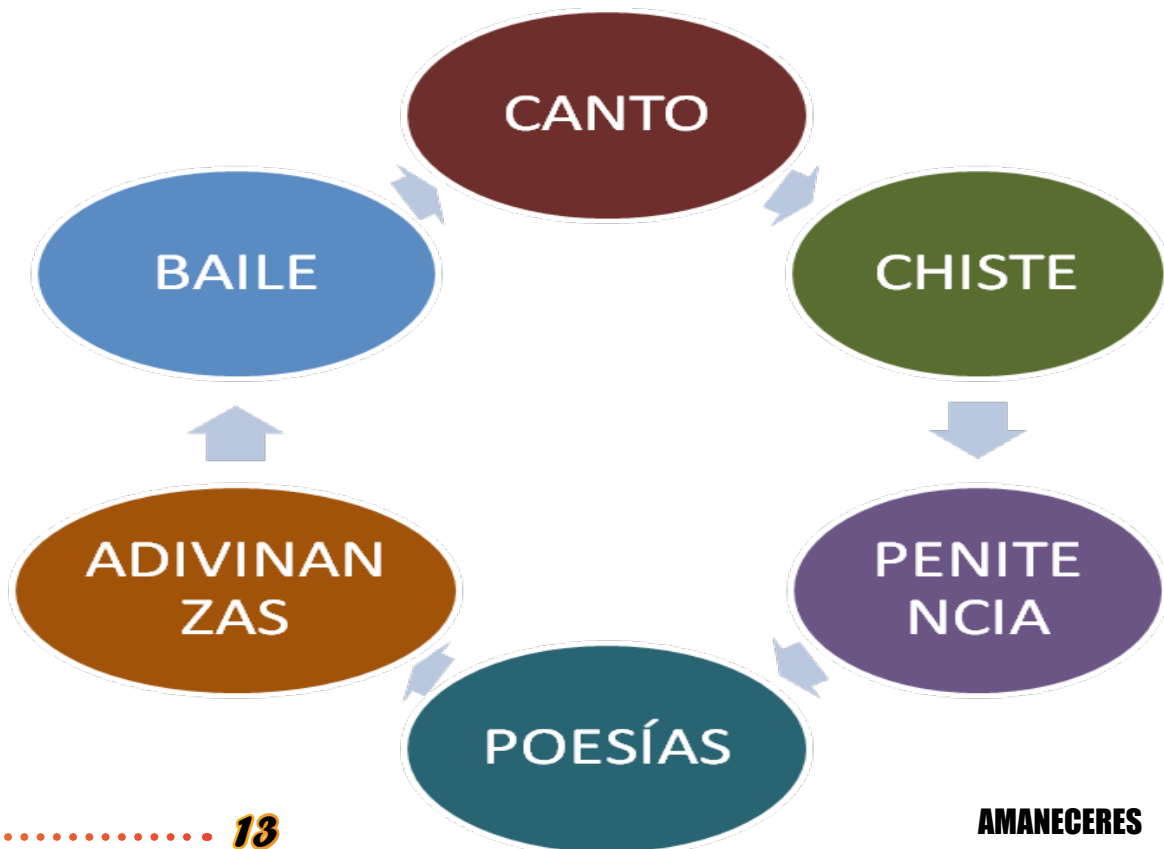 CANTO
BAILE
CHISTE
ADIVINAN
ZAS
PENITE
NCIA
POESÍAS
13
AMANECERES